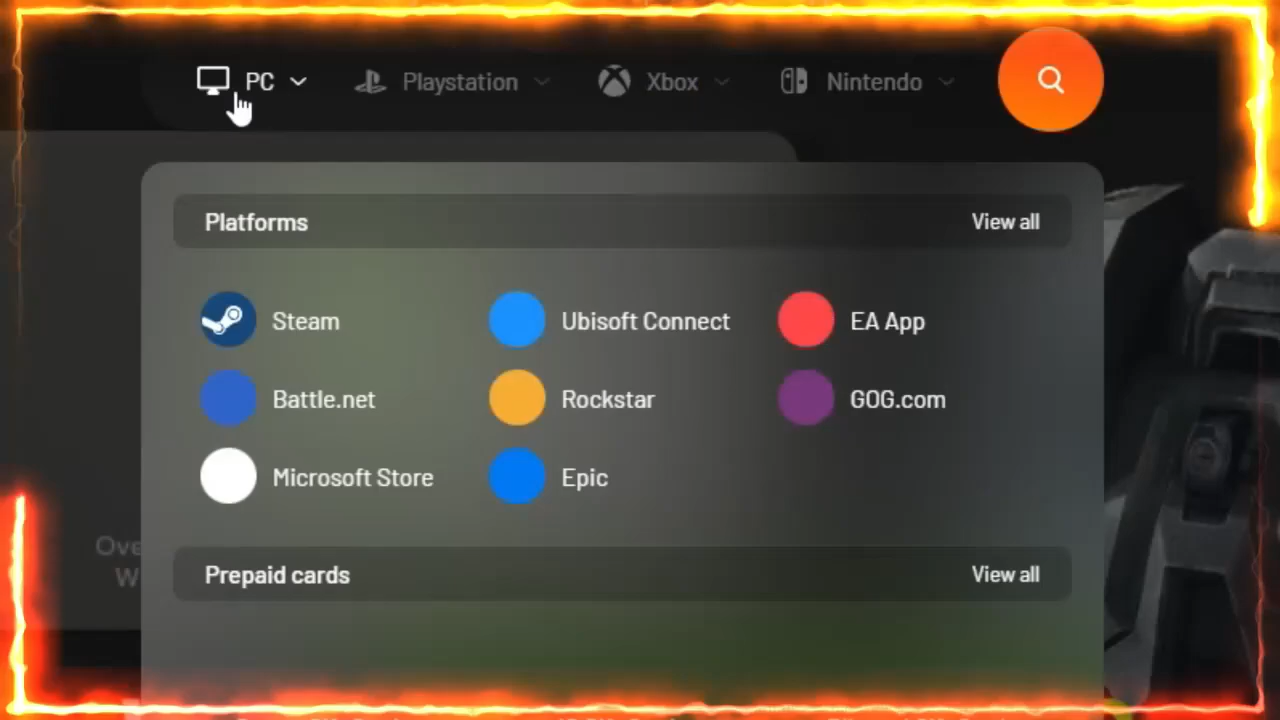 PC Playstation Xbox Nintendo
Platforms View all
Steam Ubisoft Connect EA App
Battle.net Rockstar GOG.com
Microsoft Store Epic
Prepaid cards View all